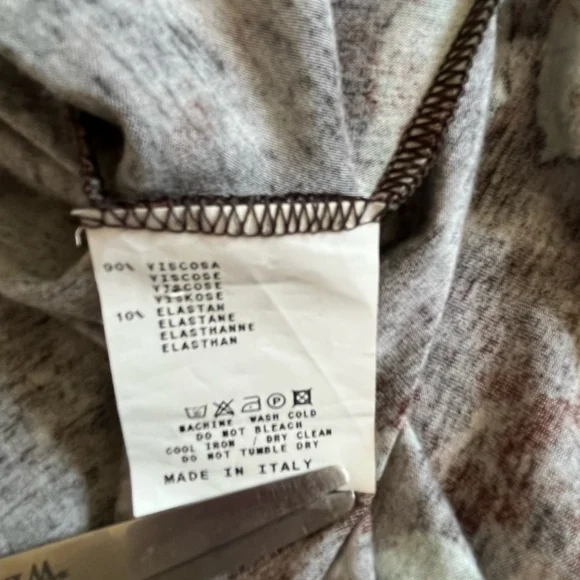 90% VISCOSA
VISCOSE
VISCOSE
VISKOSE
10% ELASTAN
ELASTANE
ELASTHANNE
ELASTHAN
P
MACHINE WASH COLD
DO NOT BLEACH
COOL IRON / DRY CLEAN
DO NOT TUMBLE DRY
MADE IN ITALY